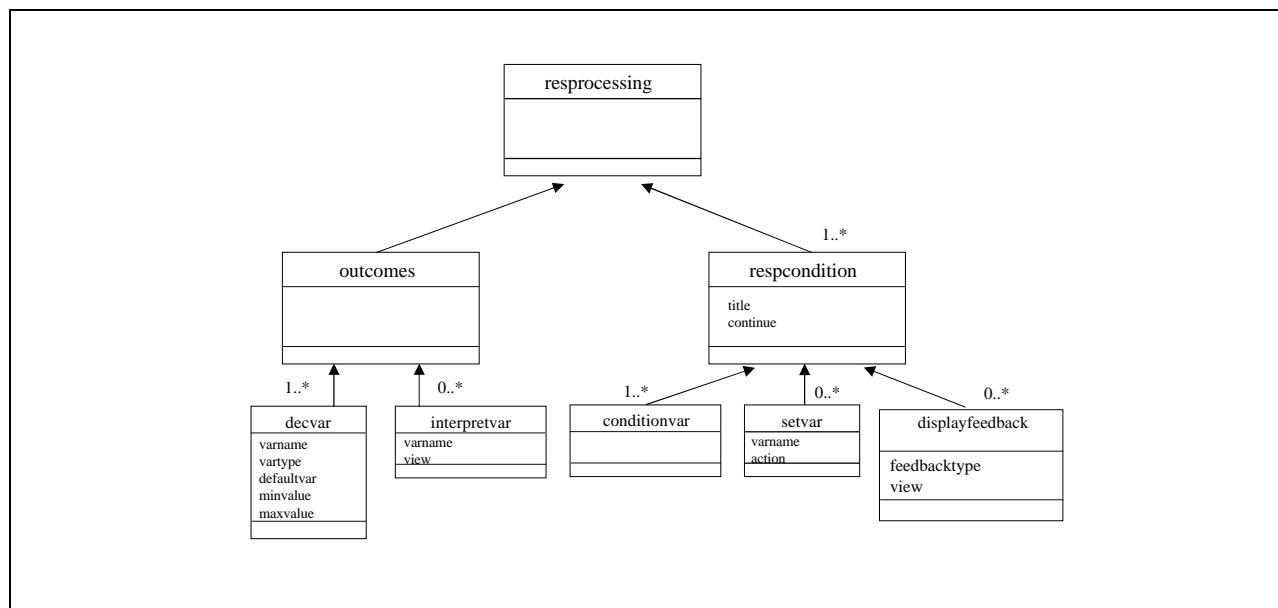 resprocessing
1..*
outcomes
respcondition
title
continue
1..*
0..*
1..*
0..*
0..*
decvar
varname
vartype
defaultvar
minvalue
maxvalue
interpretvar
varname
view
conditionvar
setvar
varname
action
displayfeedback
feedbacktype
view